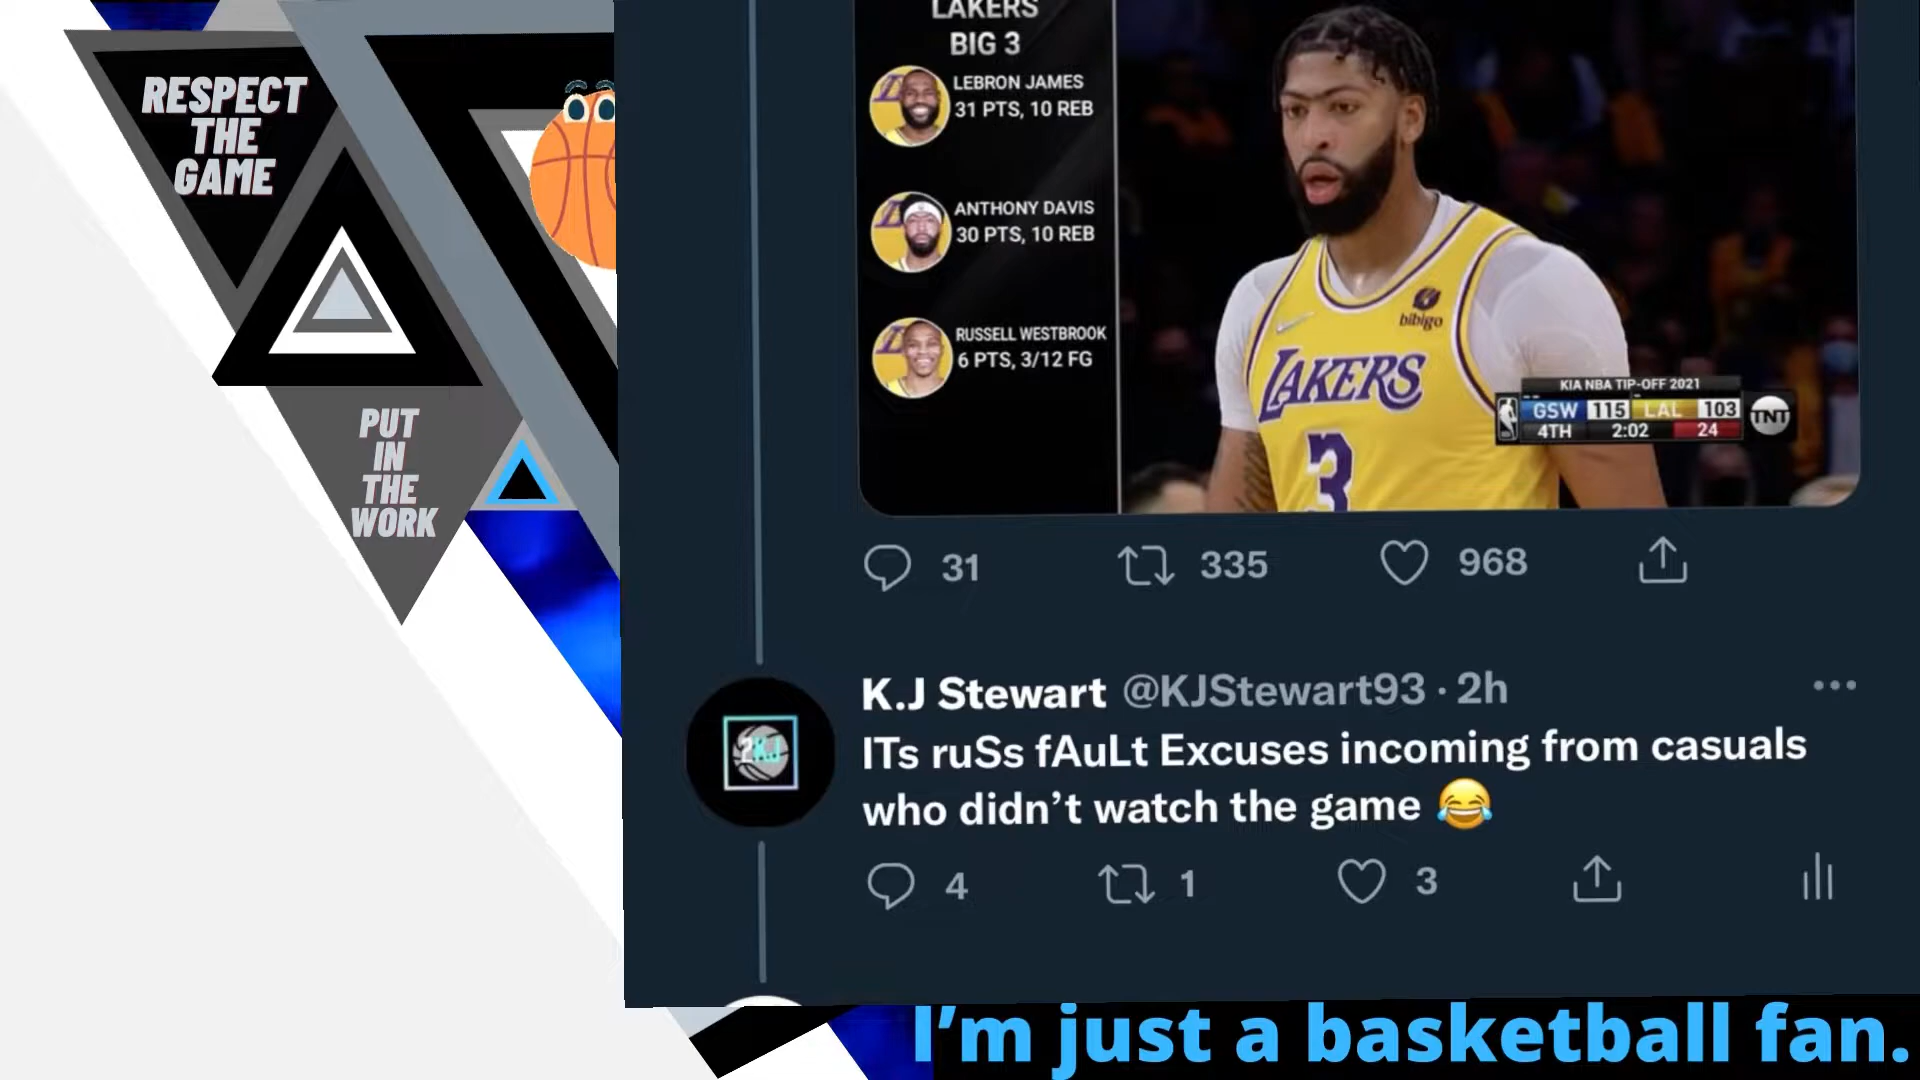 RESPECT
THE
GAME
PUT
IN
THE
WORK
LAKERS
BIG 3
LEBRON JAMES
31 PTS, 10 REB
ANTHONY DAVIS
30 PTS, 10 REB
RUSSELL WESTBROOK
6 PTS, 3/12 FG
bibigo
LAKERS
3
KIA NBA TIP-OFF 2021
GSW 115 LAL 103
4TH 2:02 24
TNT
31 335 968
K.J Stewart @KJStewart93 · 2h
ITs ruSs fAuLt Excuses incoming from casuals
who didn’t watch the game 😂
2KJ
4 1 3
I’m just a basketball fan.